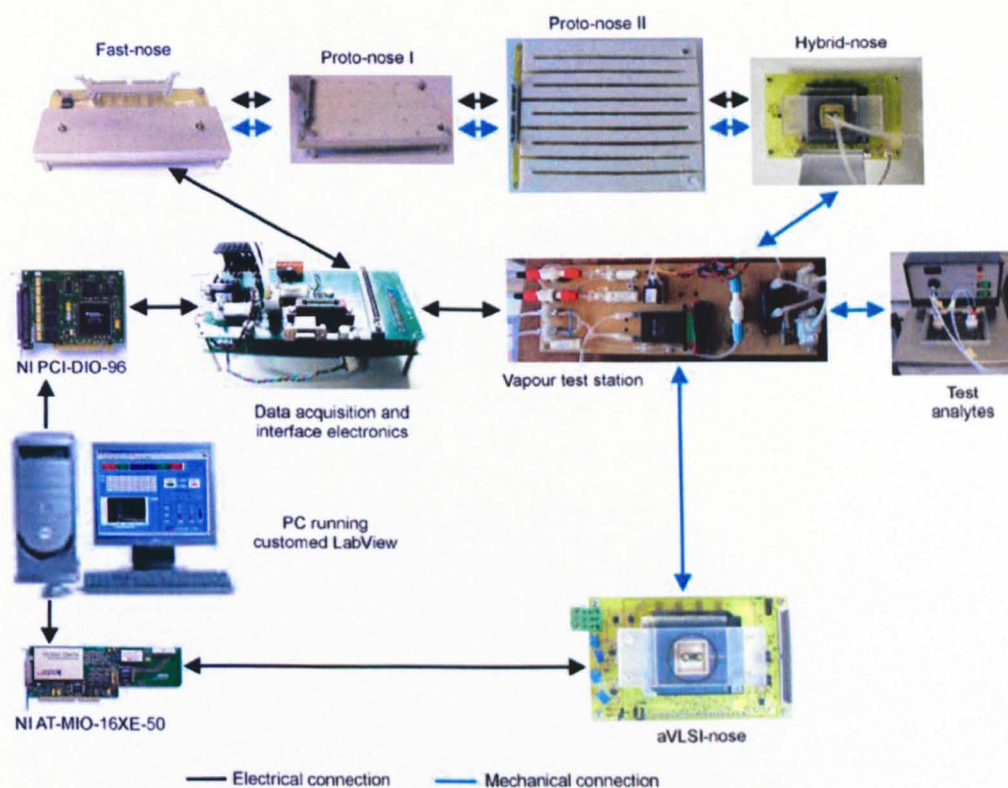 Fast-nose
Proto-nose I
Proto-nose II
Hybrid-nose
NI PCI-DIO-96
Data acquisition and
interface electronics
Vapour test station
Test
analytes
PC running
customed LabView
NI AT-MIO-16XE-50
aVLSI-nose
Electrical connection
Mechanical connection